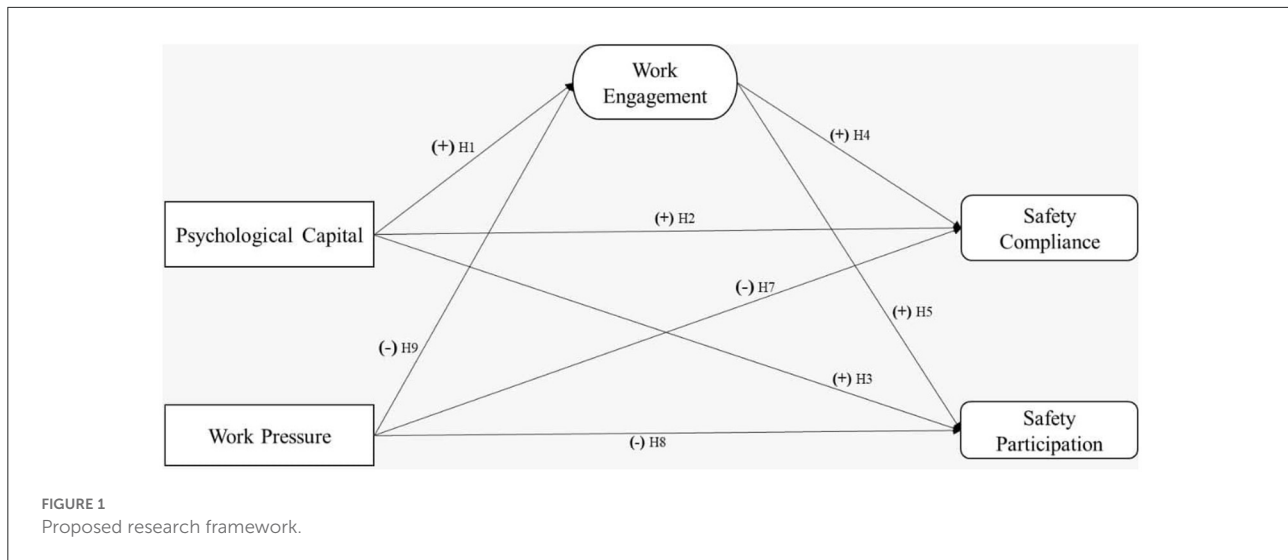 Work
Engagement
(+) H1
(+) H4
Psychological Capital
(+) H2
Safety
Compliance
(-) H7
(+) H5
(-) H9
(+) H3
Work Pressure
(-) H8
Safety
Participation
FIGURE 1
Proposed research framework.